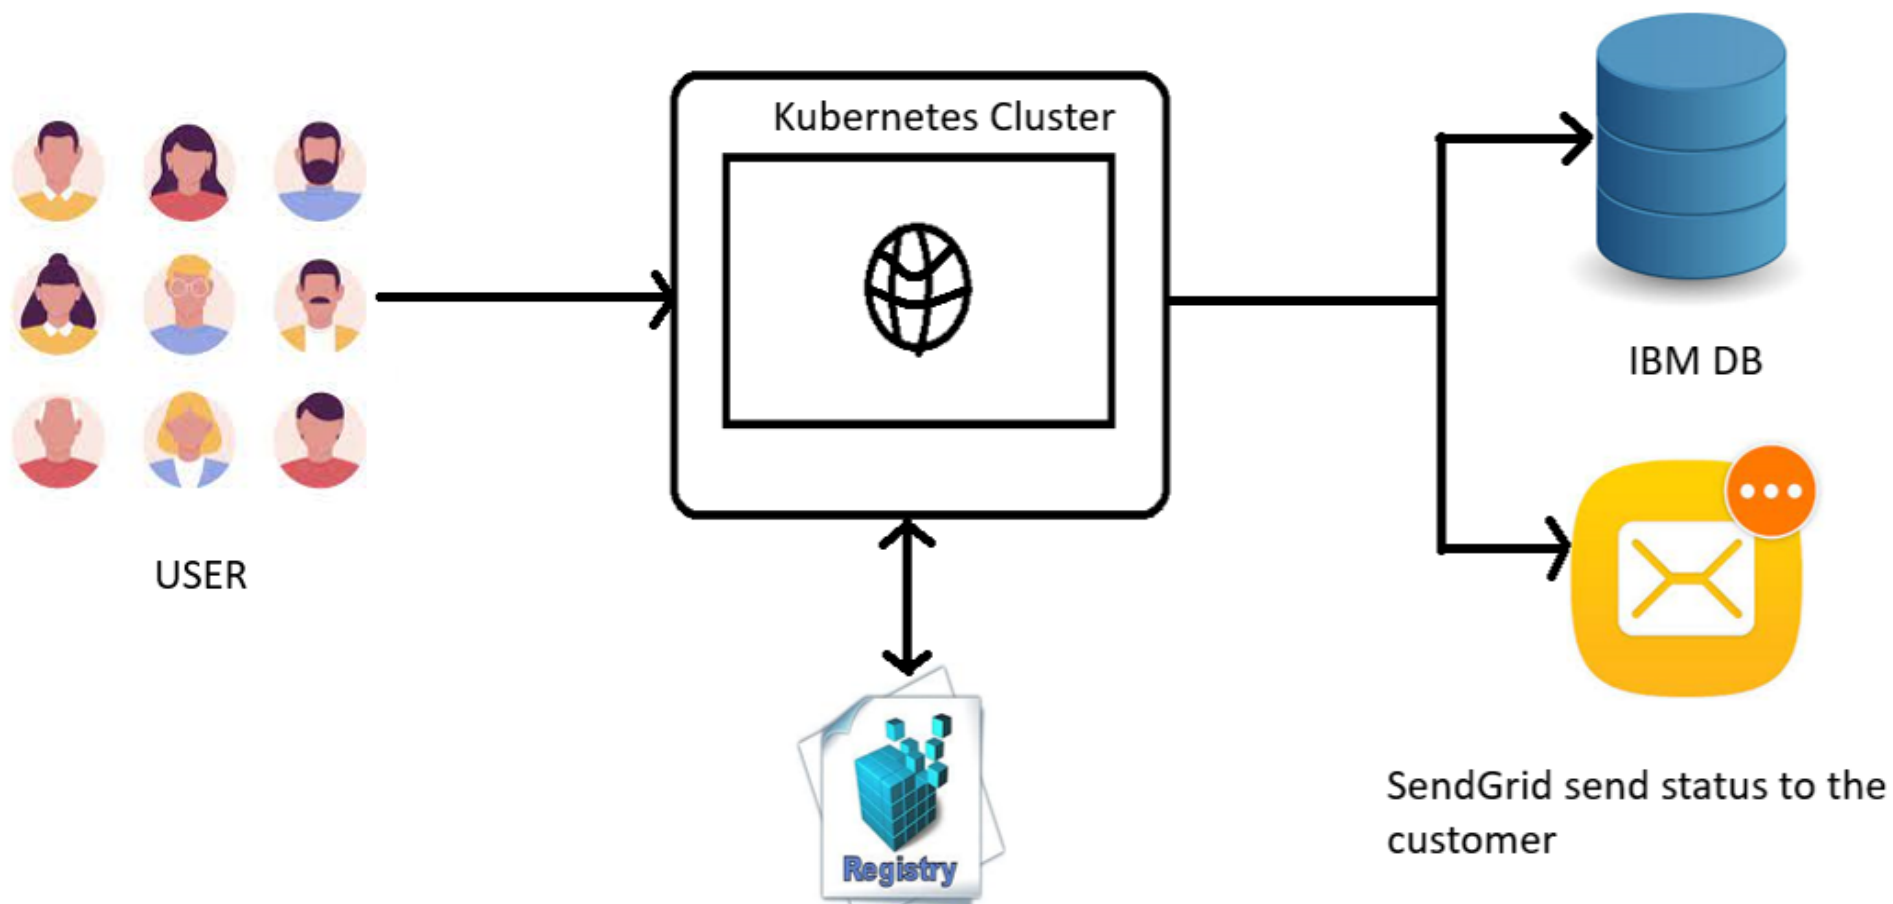 Kubernetes Cluster
IBM DB
USER
SendGrid send status to the
customer
Registry